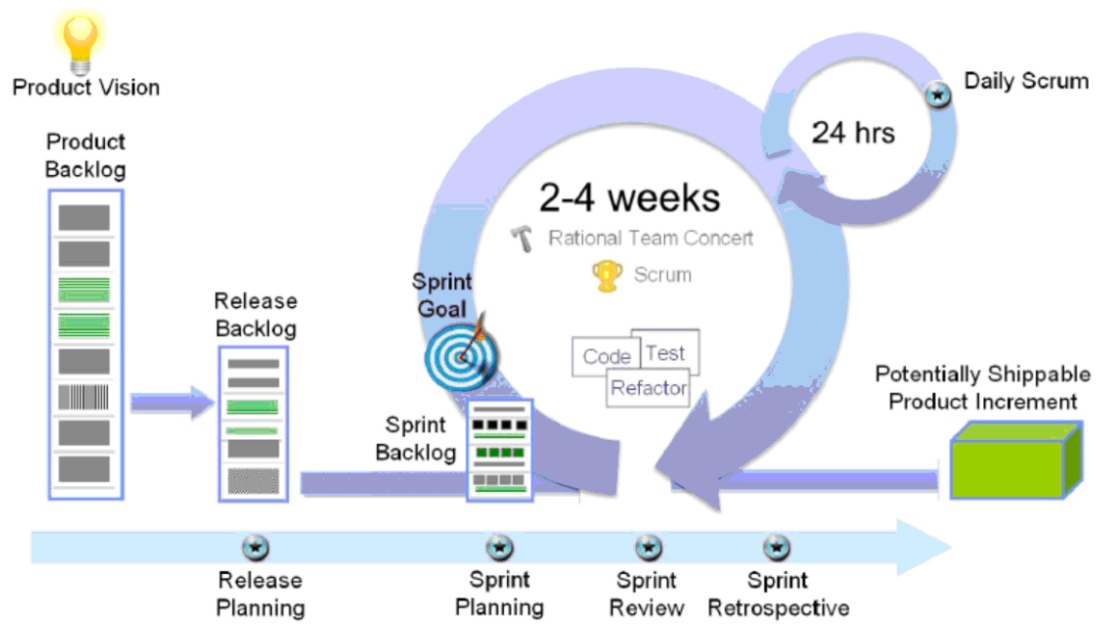 Product Vision
Product
Backlog
Release
Backlog
Sprint
Goal
Sprint
Backlog
2-4 weeks
Rational Team Concert
Scrum
Code
Test
Refactor
24 hrs
Daily Scrum
Potentially Shippable
Product Increment
Release
Planning
Sprint
Planning
Sprint
Review
Sprint
Retrospective